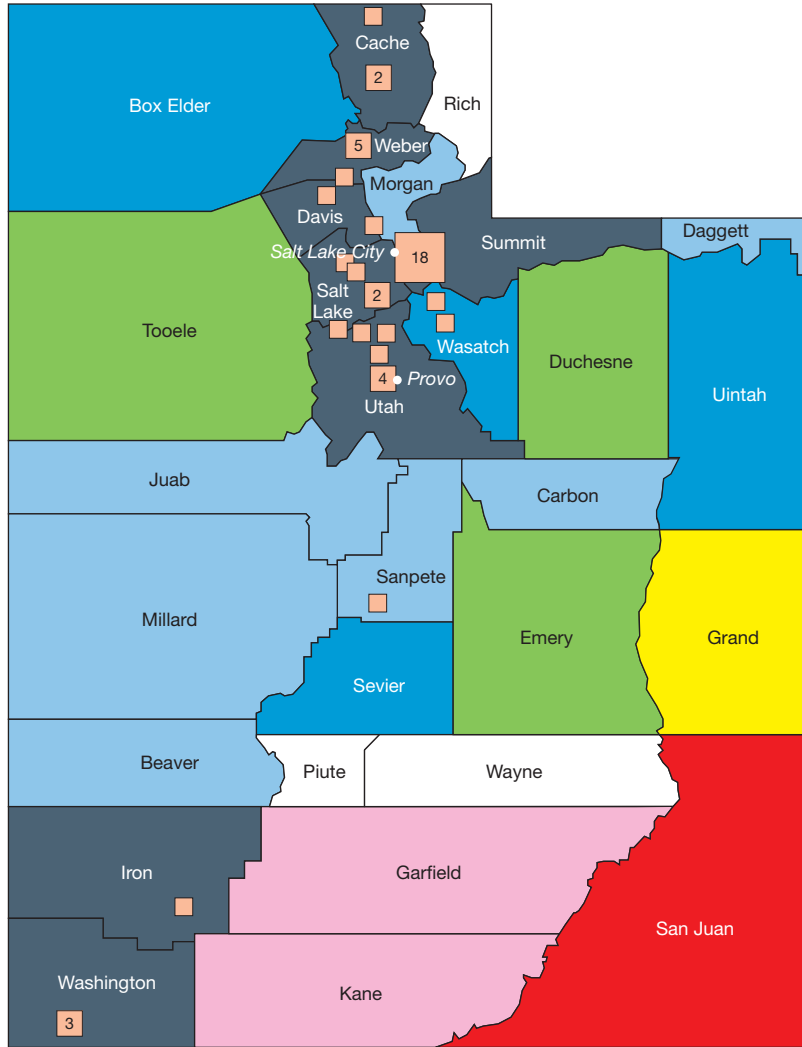 Cache
2
Box Elder
Rich
5
Weber
Morgan
Davis
Daggett
Summit
Salt Lake City
18
Salt
Lake
2
Tooele
Wasatch
Duchesne
4
Provo
Uintah
Utah
Juab
Carbon
Sanpete
Millard
Emery
Grand
Sevier
Beaver
Piute
Wayne
Iron
Garfield
San Juan
Washington
Kane
3